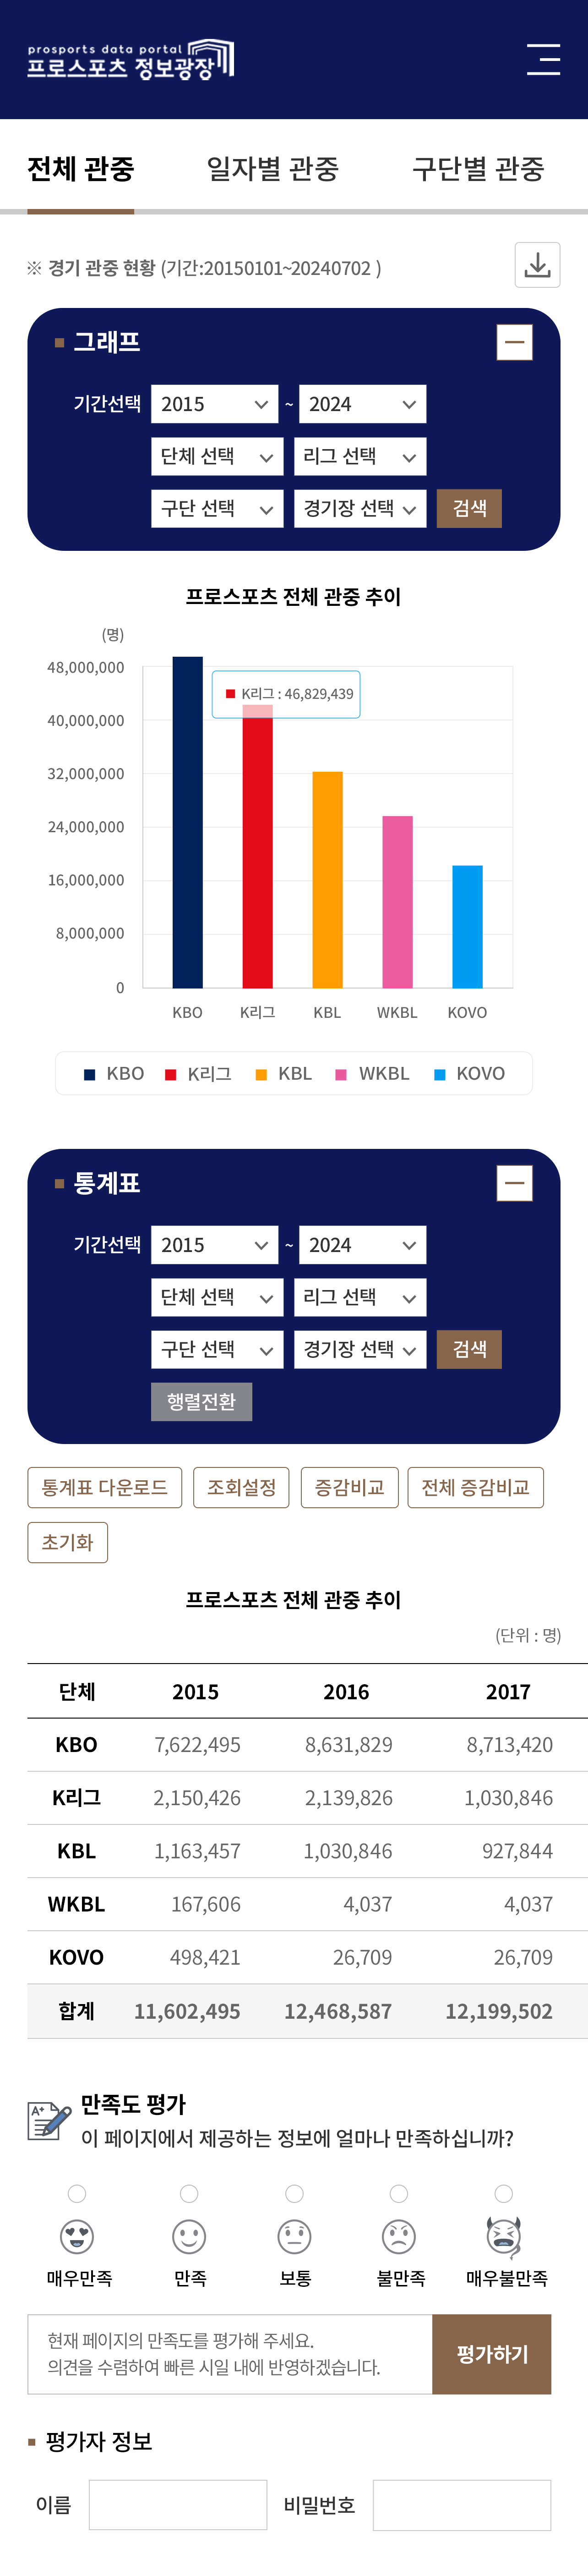 prosports data portal
프로스포츠 정보광장
전체 관중 일자별 관중 구단별 관중
※ 경기 관중 현황 (기간:20150101~20240702 )
그래프
기간선택 2015 ~ 2024
단체 선택 리그 선택
구단 선택 경기장 선택 검색
프로스포츠 전체 관중 추이
(명)
48,000,000
K리그 : 46,829,439
40,000,000
32,000,000
24,000,000
16,000,000
8,000,000
0
KBO K리그 KBL WKBL KOVO
KBO K리그 KBL WKBL KOVO
통계표
기간선택 2015 ~ 2024
단체 선택 리그 선택
구단 선택 경기장 선택 검색
행렬전환
통계표 다운로드 조회설정 증감비교 전체 증감비교
초기화
프로스포츠 전체 관중 추이
(단위 : 명)
단체 2015 2016 2017
KBO 7,622,495 8,631,829 8,713,420
K리그 2,150,426 2,139,826 1,030,846
KBL 1,163,457 1,030,846 927,844
WKBL 167,606 4,037 4,037
KOVO 498,421 26,709 26,709
합계 11,602,495 12,468,587 12,199,502
A+
만족도 평가
이 페이지에서 제공하는 정보에 얼마나 만족하십니까?
매우만족 만족 보통 불만족 매우불만족
현재 페이지의 만족도를 평가해 주세요.
의견을 수렴하여 빠른 시일 내에 반영하겠습니다.
평가하기
평가자 정보
이름 비밀번호